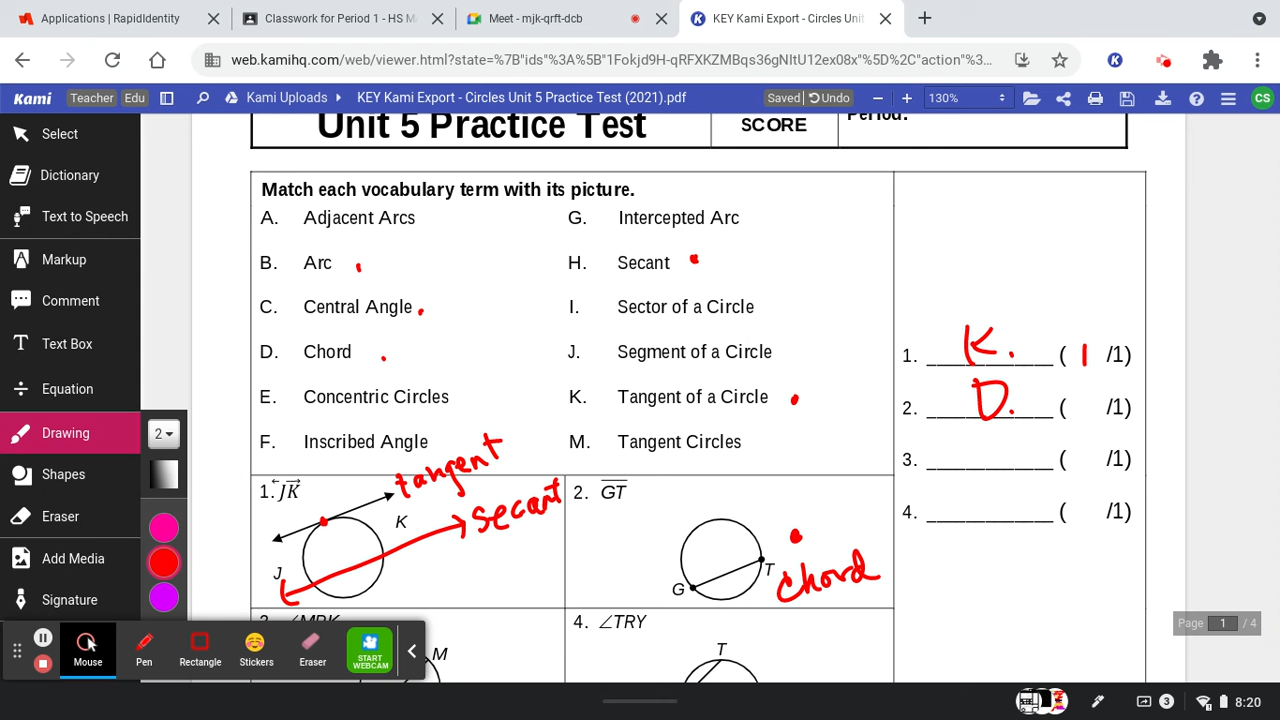 Applications | RapidIdentity
Classwork for Period 1 - HS M
Meet - mjk-qrft-dcb
KEY Kami Export - Circles Unit
web.kamihq.com/web/viewer.html?state=%7B"ids"%3A%5B"1Fokjd9H-qRFXKZMBqs36gNItU12ex08x"%5D%2C"action"%3...
Kami Teacher Edu Kami Uploads KEY Kami Export - Circles Unit 5 Practice Test (2021).pdf Saved Undo 130% CS
Select
Dictionary
Text to Speech
Markup
Comment
Text Box
Equation
Drawing
2
Shapes
Eraser
Add Media
Signature
Unit 5 Practice Test
SCORE
Period:
Match each vocabulary term with its picture.
A. Adjacent Arcs G. Intercepted Arc
B. Arc H. Secant
C. Central Angle I. Sector of a Circle
D. Chord J. Segment of a Circle
E. Concentric Circles K. Tangent of a Circle
F. Inscribed Angle M. Tangent Circles
1. K. ( 1 /1)
2. D. ( /1)
3. ____________ ( /1)
4. ____________ ( /1)
1. JK
tangent
K
secant
J
2. GT
T
G
chord
3. ∠MRK
M
4. ∠TRY
T
Page 1 / 4
Mouse Pen Rectangle Stickers Eraser START WEBCAM
3 8:20